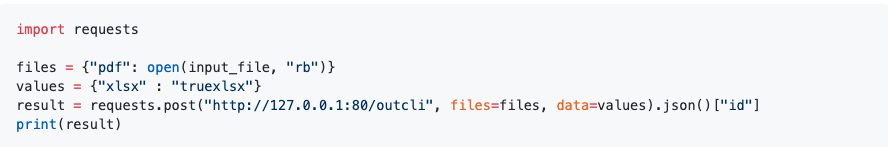 import requests
files = {"pdf": open(input_file, "rb")}
values = {"xlsx" : "truexlsx"}
result = requests.post("http://127.0.0.1:80/outcli", files=files, data=values).json()["id"]
print(result)